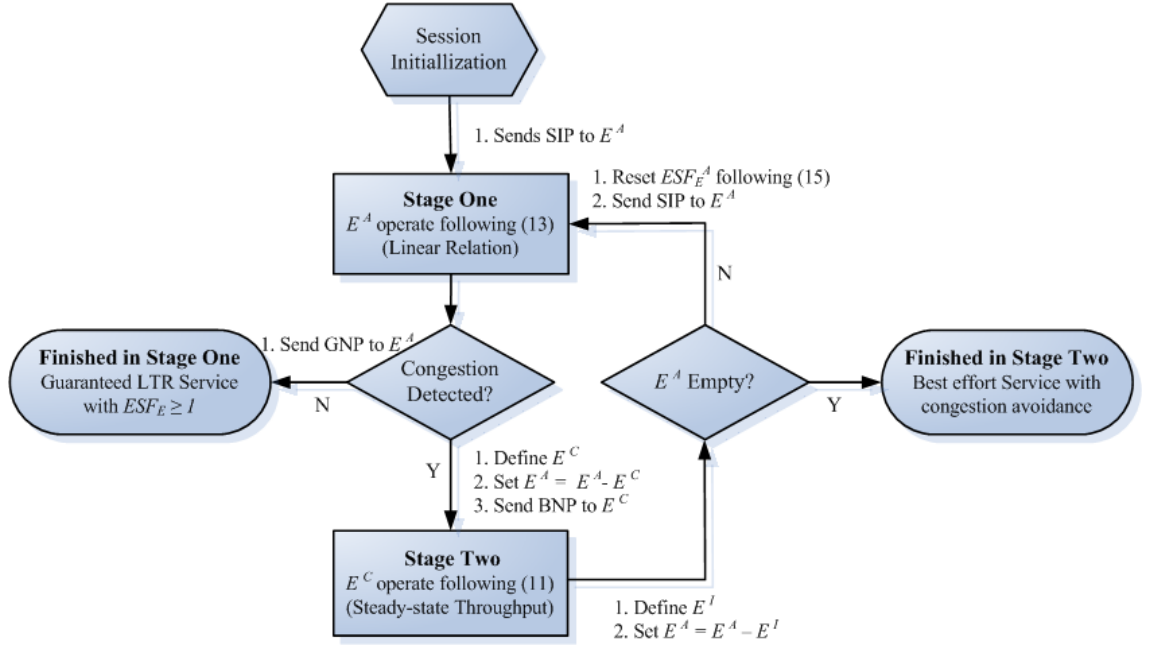 Session
Initiallization
1. Sends SIP to E^A
1. Reset ESF_E^A following (15)
2. Send SIP to E^A
Stage One
E^A operate following (13)
(Linear Relation)
N
1. Send GNP to E^A
Finished in Stage One
Guaranteed LTR Service
with ESF_E ≥ 1
N
Congestion
Detected?
E^A Empty?
Y
Finished in Stage Two
Best effort Service with
congestion avoidance
Y
1. Define E^C
2. Set E^A = E^A - E^C
3. Send BNP to E^C
Stage Two
E^C operate following (11)
(Steady-state Throughput)
1. Define E^I
2. Set E^A = E^A – E^I